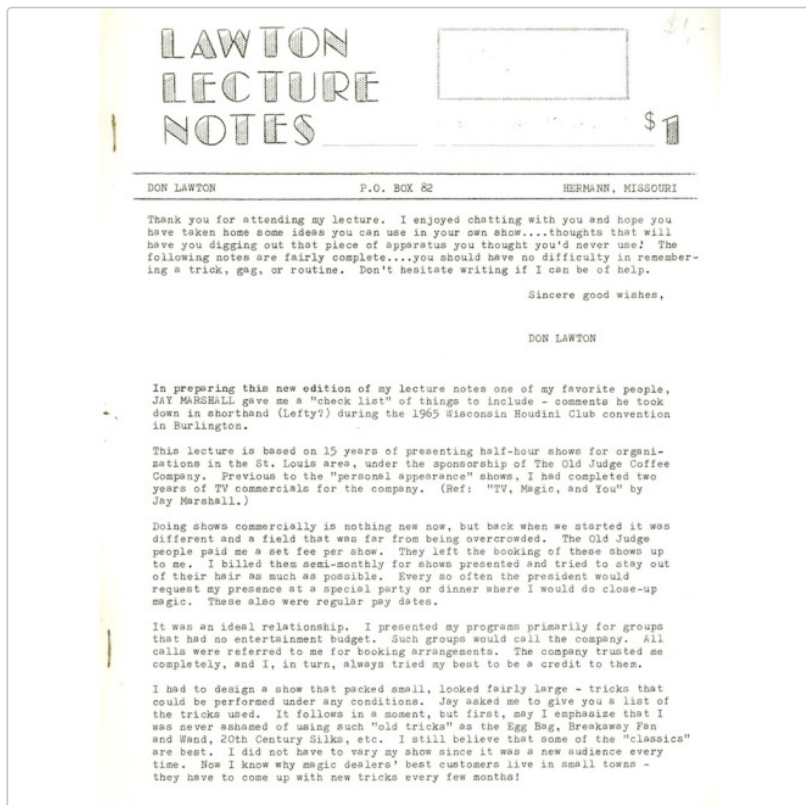 $1.-
LAWTON
LECTURE
NOTES
$1
DON LAWTON P.O. BOX 82 HERMANN, MISSOURI
Thank you for attending my lecture. I enjoyed chatting with you and hope you
have taken home some ideas you can use in your own show....thoughts that will
have you digging out that piece of apparatus you thought you'd never use! The
following notes are fairly complete....you should have no difficulty in remember-
ing a trick, gag, or routine. Don't hesitate writing if I can be of help.
Sincere good wishes,
DON LAWTON
In preparing this new edition of my lecture notes one of my favorite people,
JAY MARSHALL gave me a "check list" of things to include - comments he took
down in shorthand (Lefty?) during the 1965 Wisconsin Houdini Club convention
in Burlington.
This lecture is based on 15 years of presenting half-hour shows for organi-
zations in the St. Louis area, under the sponsorship of The Old Judge Coffee
Company. Previous to the "personal appearance" shows, I had completed two
years of TV commercials for the company. (Ref: "TV, Magic, and You" by
Jay Marshall.)
Doing shows commercially is nothing new now, but back when we started it was
different and a field that was far from being overcrowded. The Old Judge
people paid me a set fee per show. They left the booking of these shows up
to me. I billed them semi-monthly for shows presented and tried to stay out
of their hair as much as possible. Every so often the president would
request my presence at a special party or dinner where I would do close-up
magic. These also were regular pay dates.
It was an ideal relationship. I presented my programs primarily for groups
that had no entertainment budget. Such groups would call the company. All
calls were referred to me for booking arrangements. The company trusted me
completely, and I, in turn, always tried my best to be a credit to them.
I had to design a show that packed small, looked fairly large - tricks that
could be performed under any conditions. Jay asked me to give you a list of
the tricks used. It follows in a moment, but first, may I emphasize that I
was never ashamed of using such "old tricks" as the Egg Bag, Breakaway Fan
and Wand, 20th Century Silks, etc. I still believe that some of the "classics"
are best. I did not have to vary my show since it was a new audience every
time. Now I know why magic dealers' best customers live in small towns -
they have to come up with new tricks every few months!